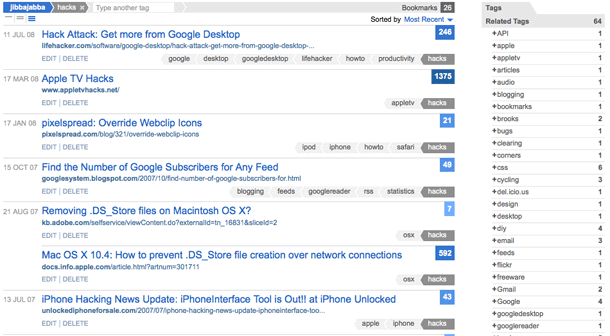 jibbajabba hacks × Type another tag Bookmarks 26
Sorted by Most Recent
11 JUL 08 Hack Attack: Get more from Google Desktop 246
lifehacker.com/software/google-desktop/hack-attack-get-more-from-google-desktop...
EDIT | DELETE google desktop googledesktop lifehacker howto productivity hacks
17 MAR 08 Apple TV Hacks 1375
www.appletvhacks.net/
EDIT | DELETE appletv hacks
17 JAN 08 pixelspread: Override Webclip Icons 21
pixelspread.com/blog/321/override-webclip-icons
EDIT | DELETE ipod iphone howto safari hacks
15 OCT 07 Find the Number of Google Subscribers for Any Feed 49
googlesystem.blogspot.com/2007/10/find-number-of-google-subscribers-for.html
EDIT | DELETE blogging feeds googlereader rss statistics hacks
21 AUG 07 Removing .DS_Store files on Macintosh OS X? 7
kb.adobe.com/selfservice/viewContent.do?externalId=tn_16831&sliceId=2
EDIT | DELETE osx hacks
Mac OS X 10.4: How to prevent .DS_Store file creation over network connections 592
docs.info.apple.com/article.html?artnum=301711
EDIT | DELETE osx hacks
13 JUL 07 iPhone Hacking News Update: iPhoneInterface Tool is Out!! at iPhone Unlocked 43
unlockediphoneforsale.com/2007/07/iphone-hacking-news-update-iphoneinterface-too...
EDIT | DELETE apple iphone hacks
Tags
Related Tags 64
+API 1
+apple 1
+appletv 1
+articles 1
+audio 1
+blogging 1
+bookmarks 1
+brooks 2
+bugs 1
+clearing 1
+corners 1
+css 6
+cycling 3
+del.icio.us 1
+design 1
+desktop 1
+diy 4
+email 3
+feeds 1
+flickr 1
+freeware 1
+Gmail 2
+Google 4
+googledesktop 1
+googlereader 1